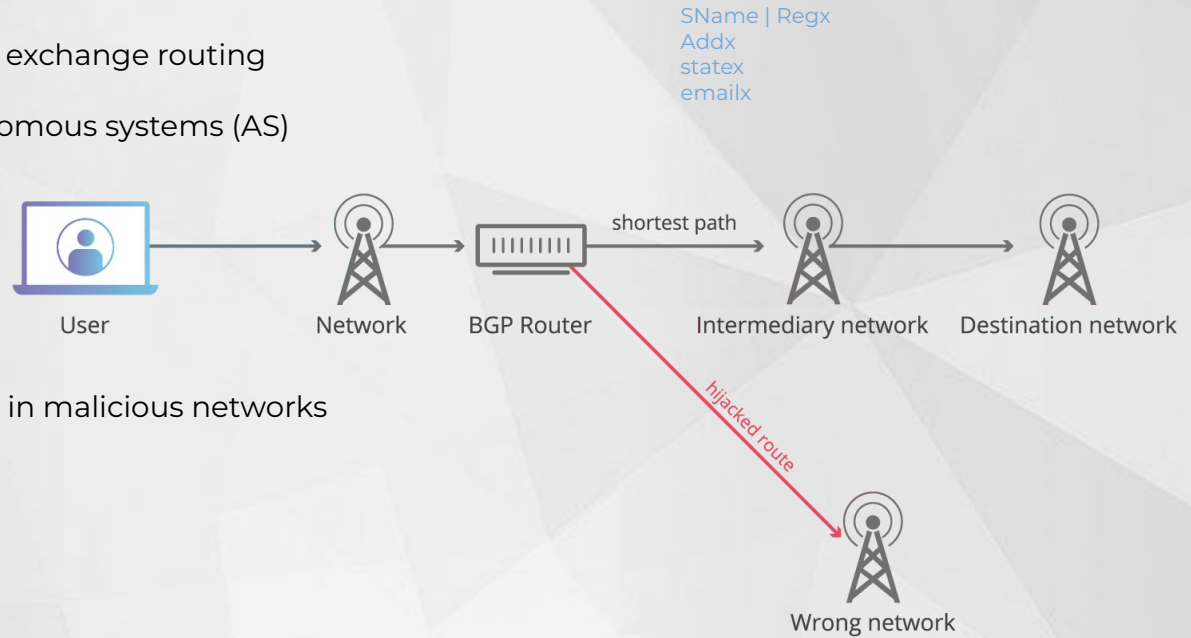 SName | Regx
Addx
statex
emailx
exchange routing
omous systems (AS)
shortest path
User
Network
BGP Router
Intermediary network
Destination network
in malicious networks
hijacked route
Wrong network